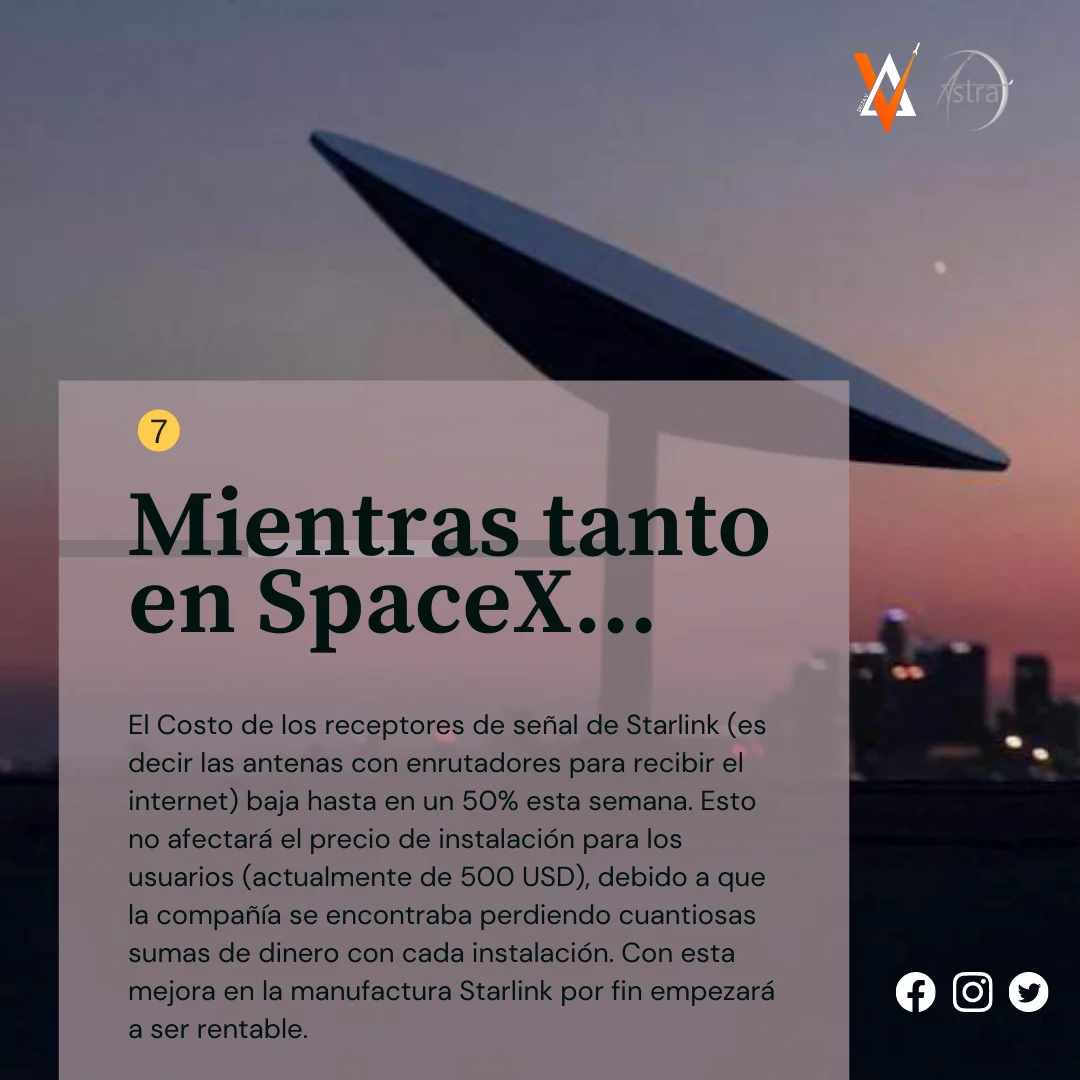 Astra
7
Mientras tanto
en SpaceX...
El Costo de los receptores de señal de Starlink (es
decir las antenas con enrutadores para recibir el
internet) baja hasta en un 50% esta semana. Esto
no afectará el precio de instalación para los
usuarios (actualmente de 500 USD), debido a que
la compañía se encontraba perdiendo cuantiosas
sumas de dinero con cada instalación. Con esta
mejora en la manufactura Starlink por fin empezará
a ser rentable.